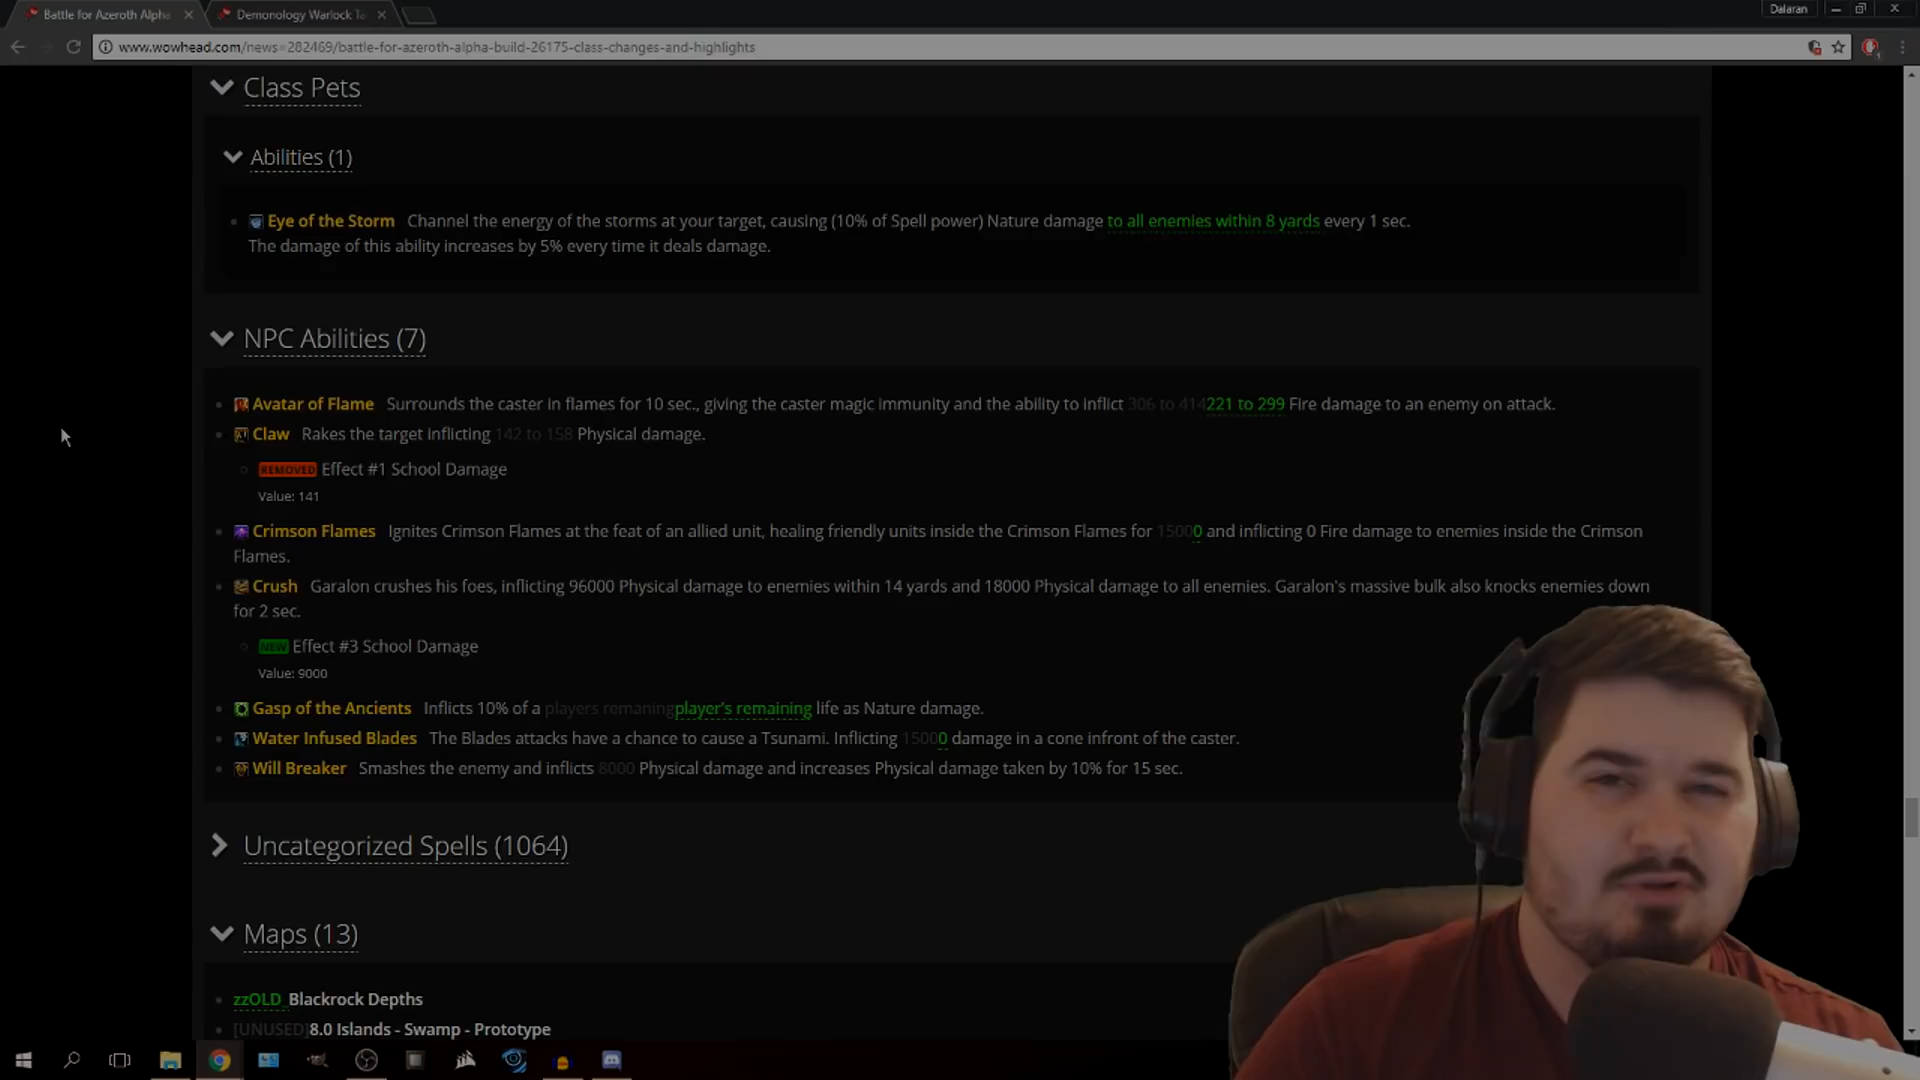 Battle for Azeroth Alpha
Demonology Warlock Ta
Dalaran
www.wowhead.com/news=282469/battle-for-azeroth-alpha-build-26175-class-changes-and-highlights
Class Pets
Abilities (1)
Eye of the Storm Channel the energy of the storms at your target, causing (10% of Spell power) Nature damage to all enemies within 8 yards every 1 sec.
The damage of this ability increases by 5% every time it deals damage.
NPC Abilities (7)
Avatar of Flame Surrounds the caster in flames for 10 sec., giving the caster magic immunity and the ability to inflict 306 to 414221 to 299 Fire damage to an enemy on attack.
Claw Rakes the target inflicting 142 to 158 Physical damage.
REMOVED Effect #1 School Damage
Value: 141
Crimson Flames Ignites Crimson Flames at the feat of an allied unit, healing friendly units inside the Crimson Flames for 15000 and inflicting 0 Fire damage to enemies inside the Crimson
Flames.
Crush Garalon crushes his foes, inflicting 96000 Physical damage to enemies within 14 yards and 18000 Physical damage to all enemies. Garalon's massive bulk also knocks enemies down
for 2 sec.
NEW Effect #3 School Damage
Value: 9000
Gasp of the Ancients Inflicts 10% of a players remaningplayer's remaining life as Nature damage.
Water Infused Blades The Blades attacks have a chance to cause a Tsunami. Inflicting 15000 damage in a cone infront of the caster.
Will Breaker Smashes the enemy and inflicts 8000 Physical damage and increases Physical damage taken by 10% for 15 sec.
Uncategorized Spells (1064)
Maps (13)
zzOLD_Blackrock Depths
[UNUSED]8.0 Islands - Swamp - Prototype